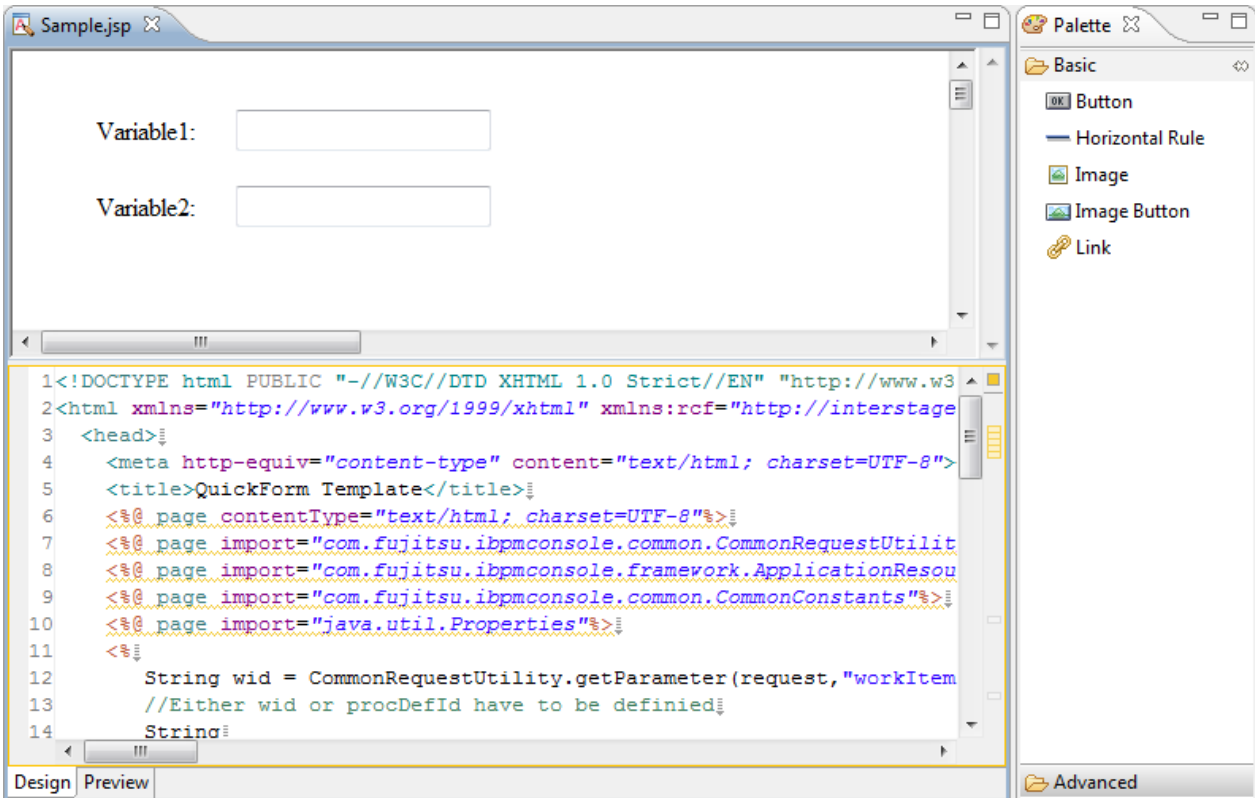 Sample.jsp
Variable1:
Variable2:
1<!DOCTYPE html PUBLIC "-//W3C//DTD XHTML 1.0 Strict//EN" "http://www.w3
2<html xmlns="http://www.w3.org/1999/xhtml" xmlns:rcf="http://interstage
3 <head>
4 <meta http-equiv="content-type" content="text/html; charset=UTF-8">
5 <title>QuickForm Template</title>
6 <%@ page contentType="text/html; charset=UTF-8"%>
7 <%@ page import="com.fujitsu.ibpmconsole.common.CommonRequestUtilit
8 <%@ page import="com.fujitsu.ibpmconsole.framework.ApplicationResou
9 <%@ page import="com.fujitsu.ibpmconsole.common.CommonConstants"%>
10 <%@ page import="java.util.Properties"%>
11 <%
12 String wid = CommonRequestUtility.getParameter(request,"workItem
13 //Either wid or procDefId have to be definied
14 String
Design Preview
Palette
Basic
OK Button
Horizontal Rule
Image
Image Button
Link
Advanced